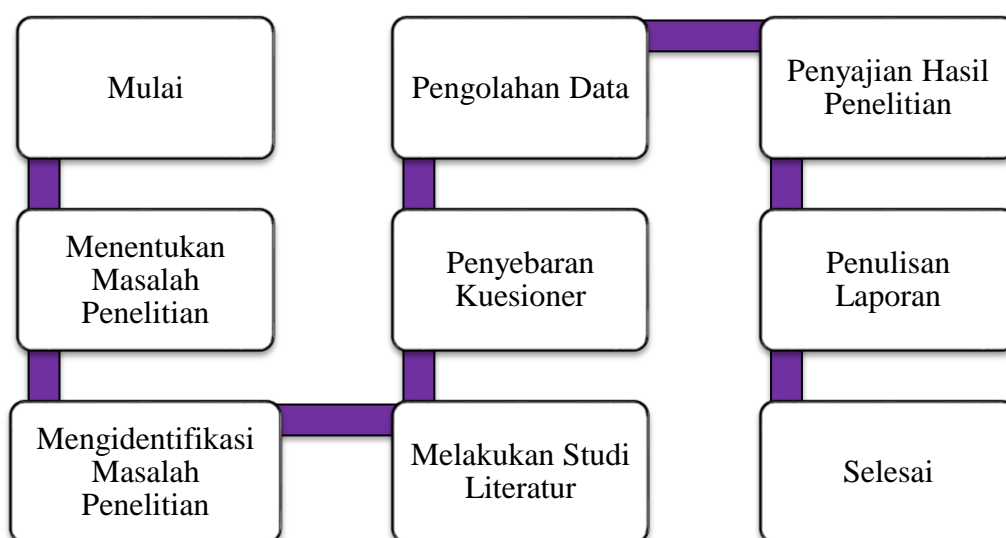 Mulai
Menentukan
Masalah
Penelitian
Mengidentifikasi
Masalah
Penelitian
Melakukan Studi
Literatur
Penyebaran
Kuesioner
Pengolahan Data
Penyajian Hasil
Penelitian
Penulisan
Laporan
Selesai